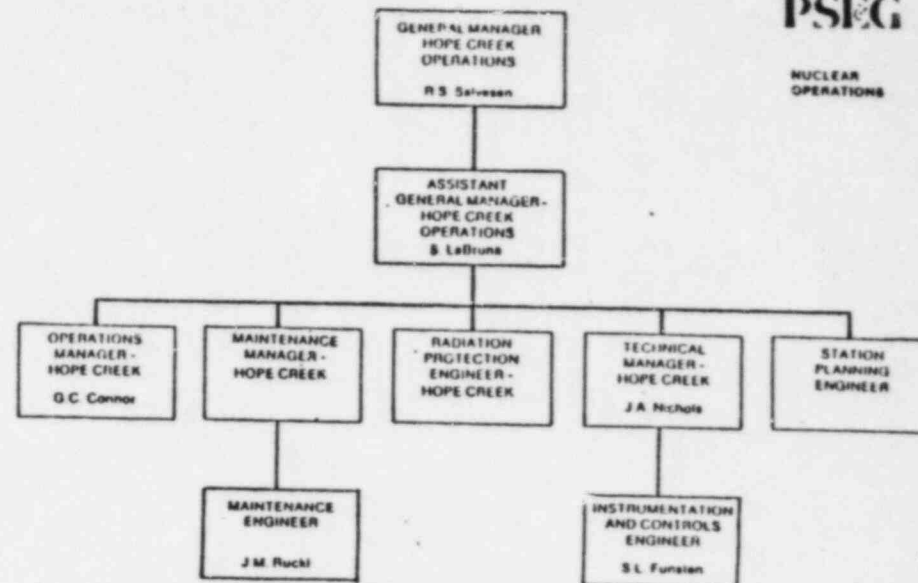 PSEG
NUCLEAR
OPERATIONS
GENERAL MANAGER
HOPE CREEK
OPERATIONS
R.S. Salvesen
ASSISTANT
GENERAL MANAGER-
HOPE CREEK
OPERATIONS
S. LaBruna
OPERATIONS
MANAGER-
HOPE CREEK
G.C. Connor
MAINTENANCE
MANAGER-
HOPE CREEK
RADIATION
PROTECTION
ENGINEER-
HOPE CREEK
TECHNICAL
MANAGER-
HOPE CREEK
J.A. Nichols
STATION
PLANNING
ENGINEER
MAINTENANCE
ENGINEER
J.M.
INSTRUMENTATION
AND CONTROLS
ENGINEER
S.L. Funsten